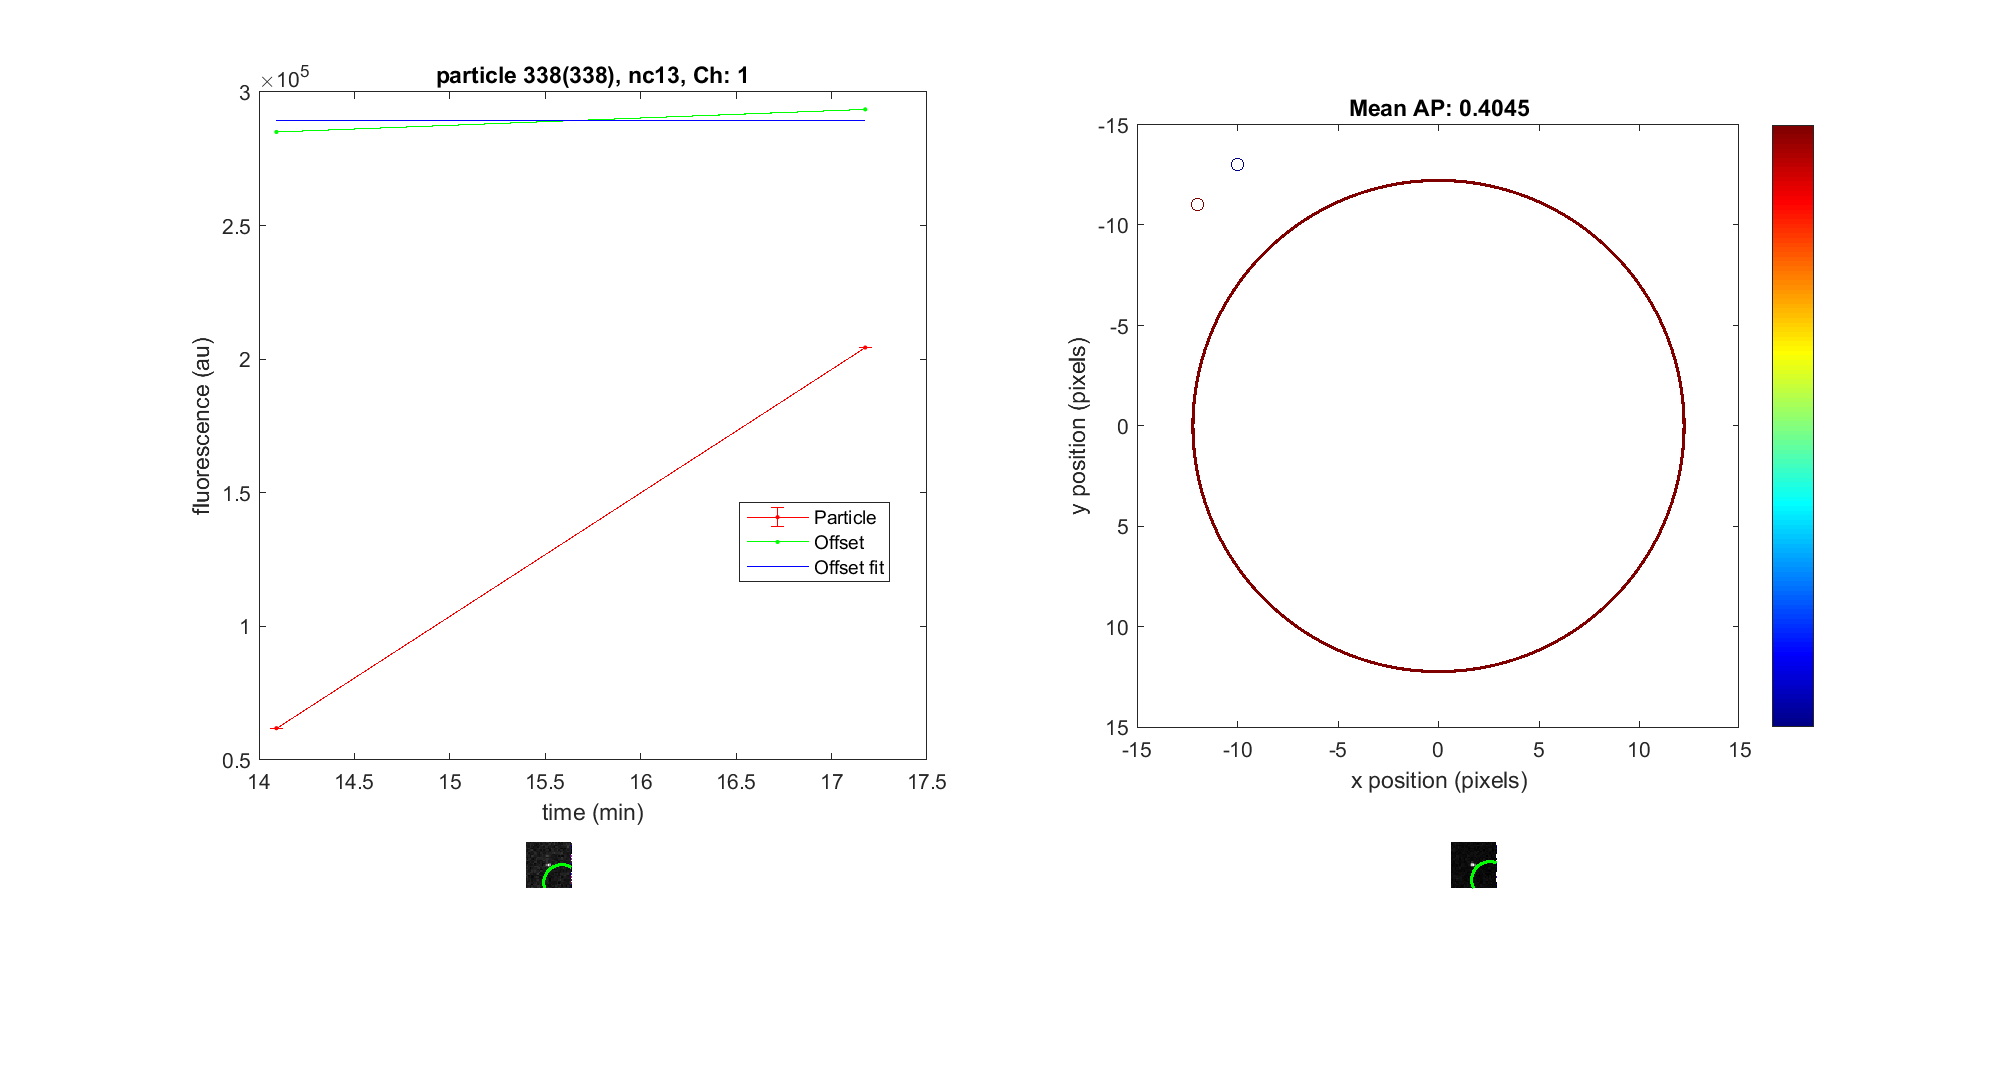 particle 338(338), nc13, Ch: 1
×10^5
3
2.5
2
1.5
1
0.5
14 14.5 15 15.5 16 16.5 17 17.5
fluorescence (au)
time (min)
Particle
Offset
Offset fit
Mean AP: 0.4045
-15
-10
-5
0
5
10
15
-15 -10 -5 0 5 10 15
y position (pixels)
x position (pixels)